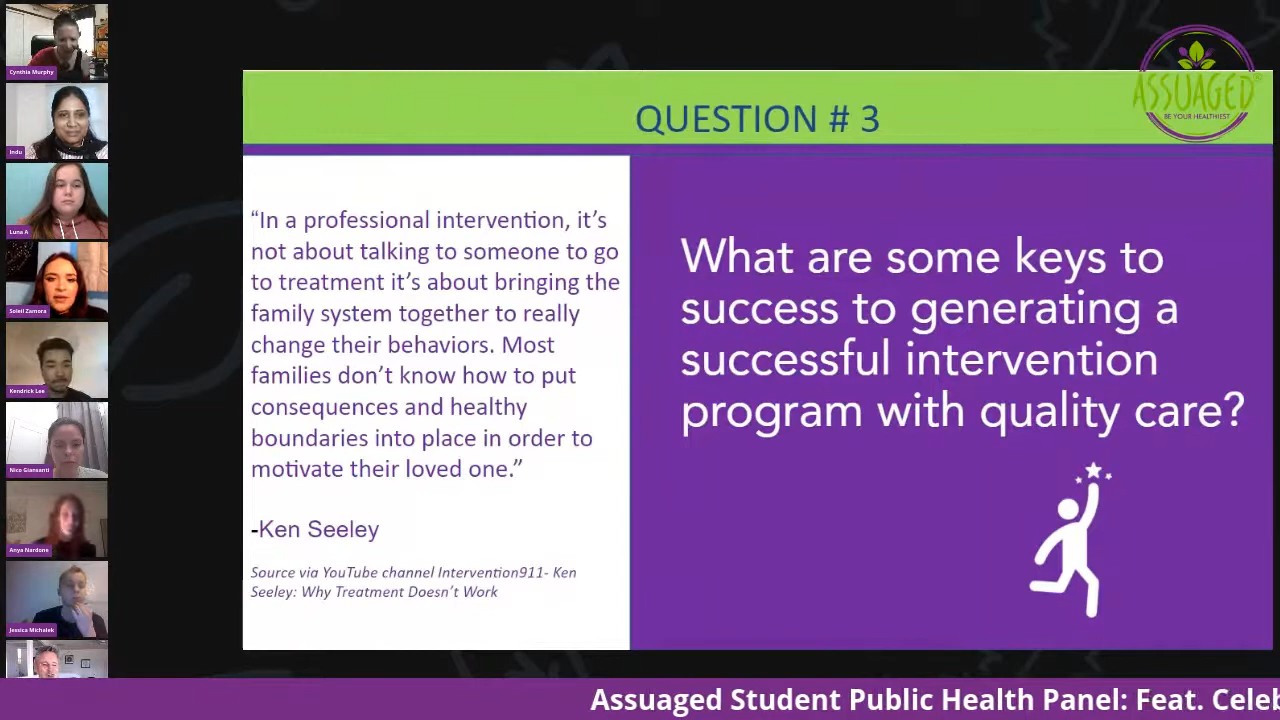 Cynthia Murphy
Indu
Luna A
Soleil Zamora
Kendrick Lee
Nico Giansanti
Anya Nardone
Jessica Michalek
ASSUAGED
BE YOUR HEALTHIEST
QUESTION # 3
“In a professional intervention, it’s
not about talking to someone to go
to treatment it’s about bringing the
family system together to really
change their behaviors. Most
families don’t know how to put
consequences and healthy
boundaries into place in order to
motivate their loved one.”
-Ken Seeley
Source via YouTube channel Intervention911- Ken
Seeley: Why Treatment Doesn’t Work
What are some keys to
success to generating a
successful intervention
program with quality care?
Assuaged Student Public Health Panel: Feat. Celeb